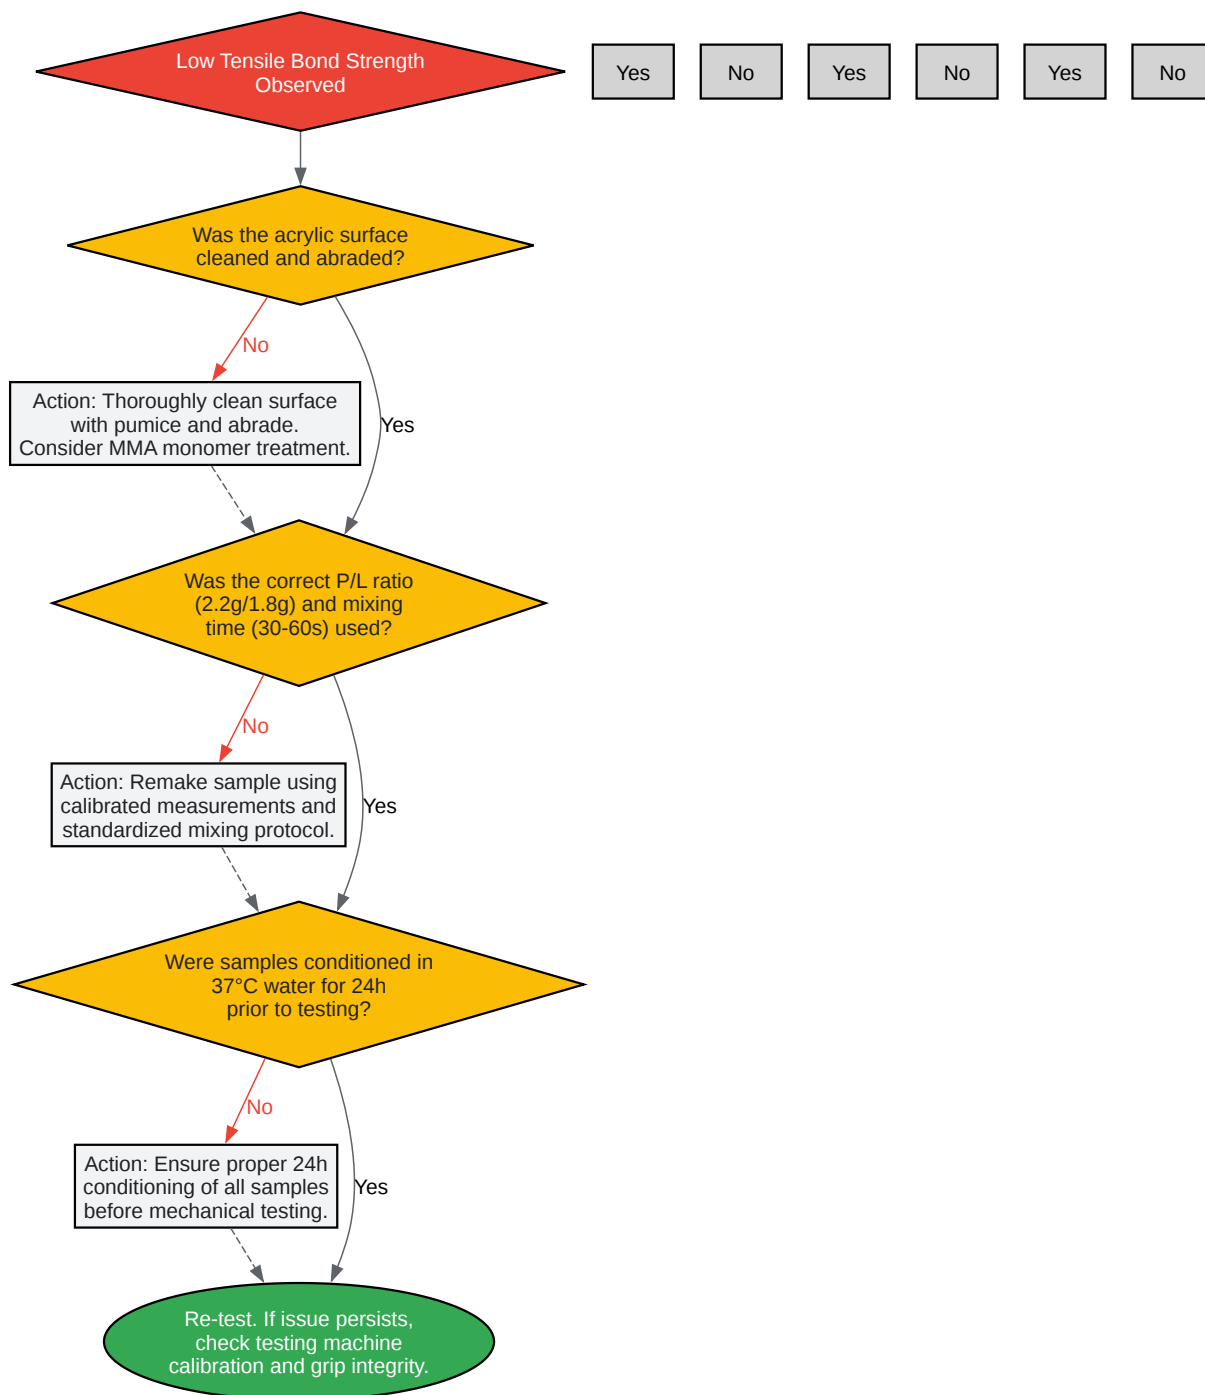 Low Tensile Bond Strength
Observed
Yes
No
Yes
No
Yes
No
Was the acrylic surface
cleaned and abraded?
No
Action: Thoroughly clean surface
with pumice and abrade.
Consider MMA monomer treatment.
Yes
Was the correct P/L ratio
(2.2g/1.8g) and mixing
time (30-60s) used?
No
Action: Remake sample using
calibrated measurements and
standardized mixing protocol.
Yes
Were samples conditioned in
37°C water for 24h
prior to testing?
No
Action: Ensure proper 24h
conditioning of all samples
before mechanical testing.
Yes
Re-test. If issue persists,
check testing machine
calibration and grip integrity.